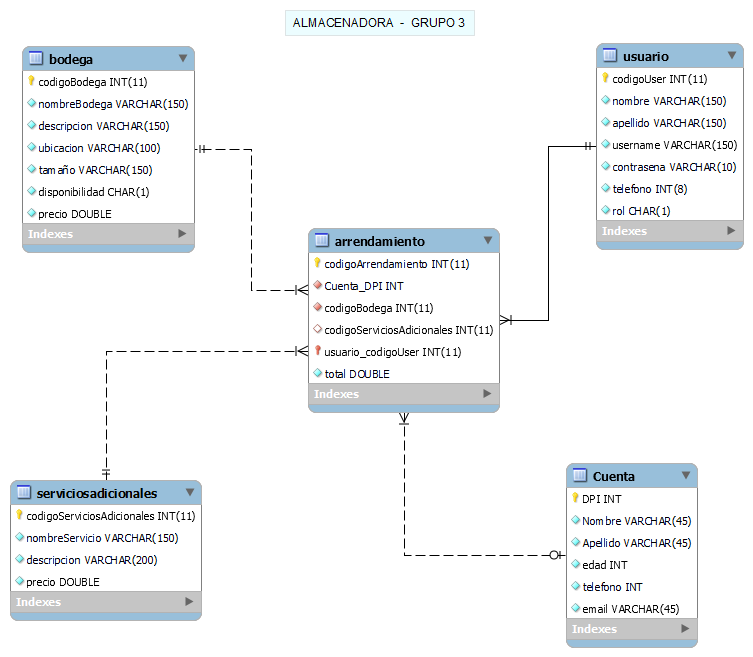 ALMACENADORA - GRUPO 3
bodega
codigoBodega INT(11)
nombreBodega VARCHAR(150)
descripcion VARCHAR(150)
ubicacion VARCHAR(100)
tamaño VARCHAR(150)
disponibilidad CHAR(1)
precio DOUBLE
Indexes
usuario
codigoUser INT(11)
nombre VARCHAR(150)
apellido VARCHAR(150)
username VARCHAR(150)
contrasena VARCHAR(10)
telefono INT(8)
rol CHAR(1)
Indexes
arrendamiento
codigoArrendamiento INT(11)
Cuenta_DPI INT
codigoBodega INT(11)
codigoServiciosAdicionales INT(11)
usuario_codigoUser INT(11)
total DOUBLE
Indexes
serviciosadicionales
codigoServiciosAdicionales INT(11)
nombreServicio VARCHAR(150)
descripcion VARCHAR(200)
precio DOUBLE
Indexes
Cuenta
DPI INT
Nombre VARCHAR(45)
Apellido VARCHAR(45)
edad INT
telefono INT
email VARCHAR(45)
Indexes